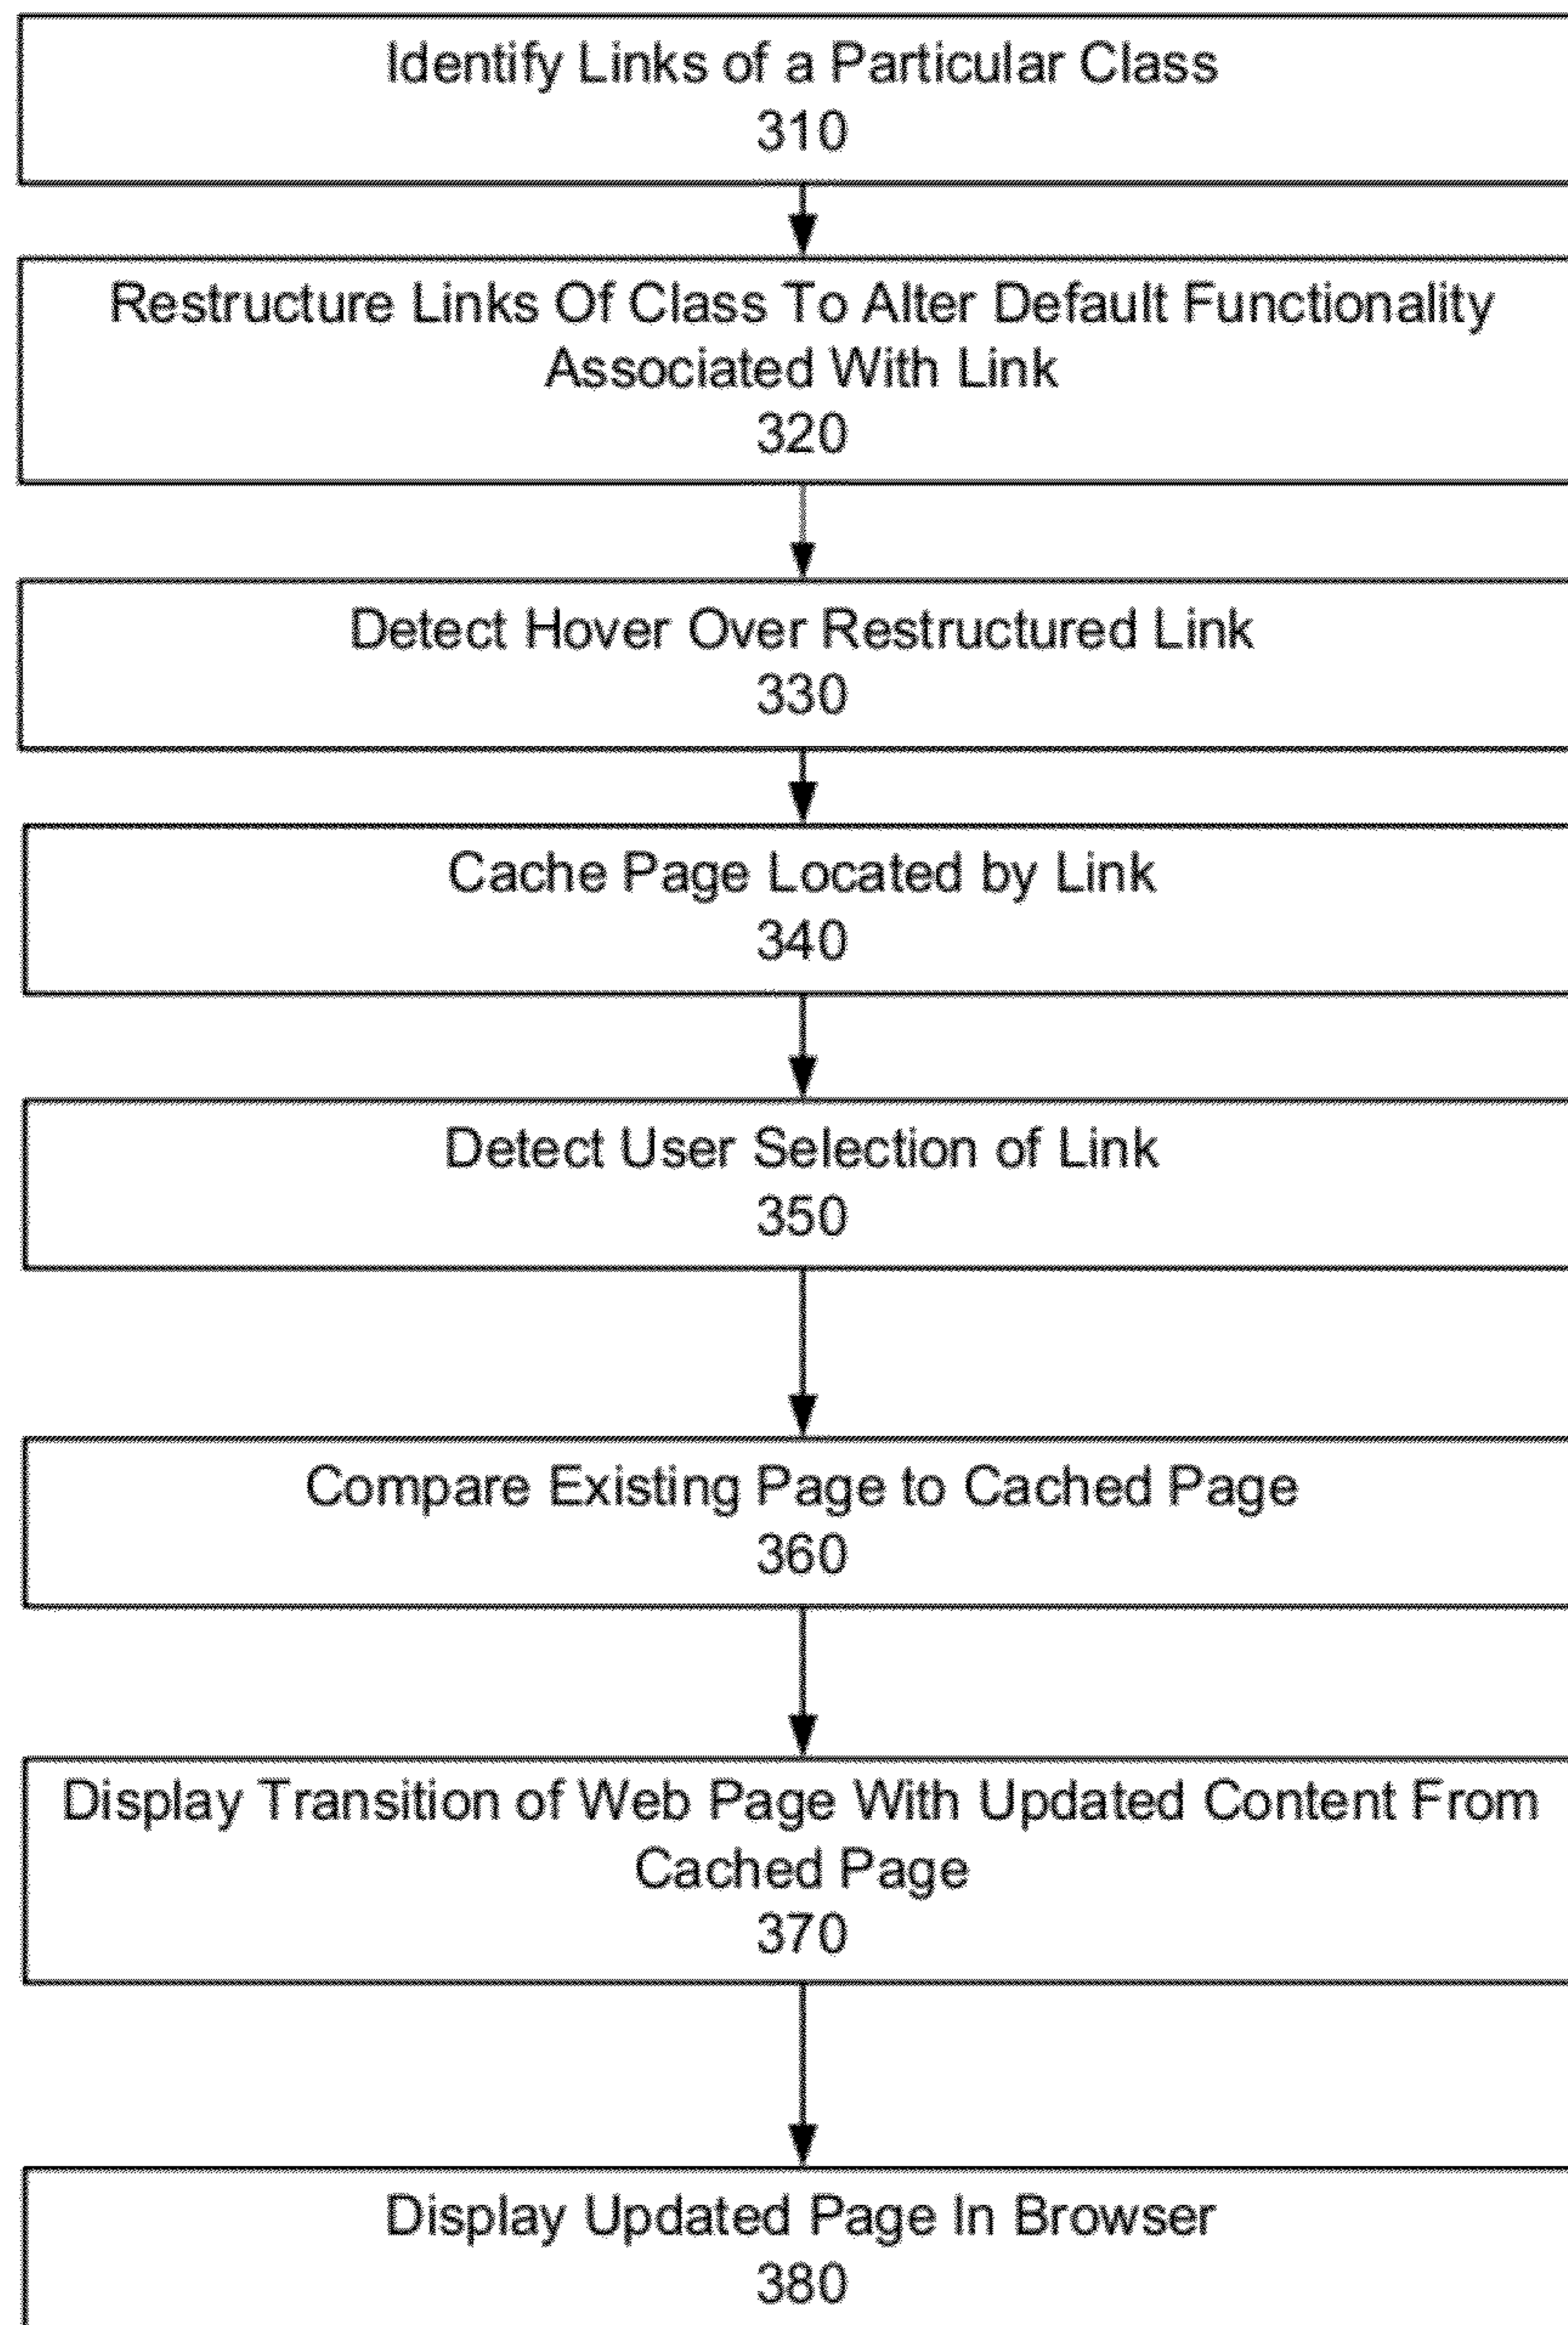 Identify Links of a Particular Class
310
Restructure Links Of Class To Alter Default Functionality
Associated With Link
320
Detect Hover Over Restructured Link
330
Cache Page Located by Link
340
Detect User Selection of Link
350
Compare Existing Page to Cached Page
360
Display Transition of Web Page With Updated Content From
Cached Page
370
Display Updated Page In Browser
380